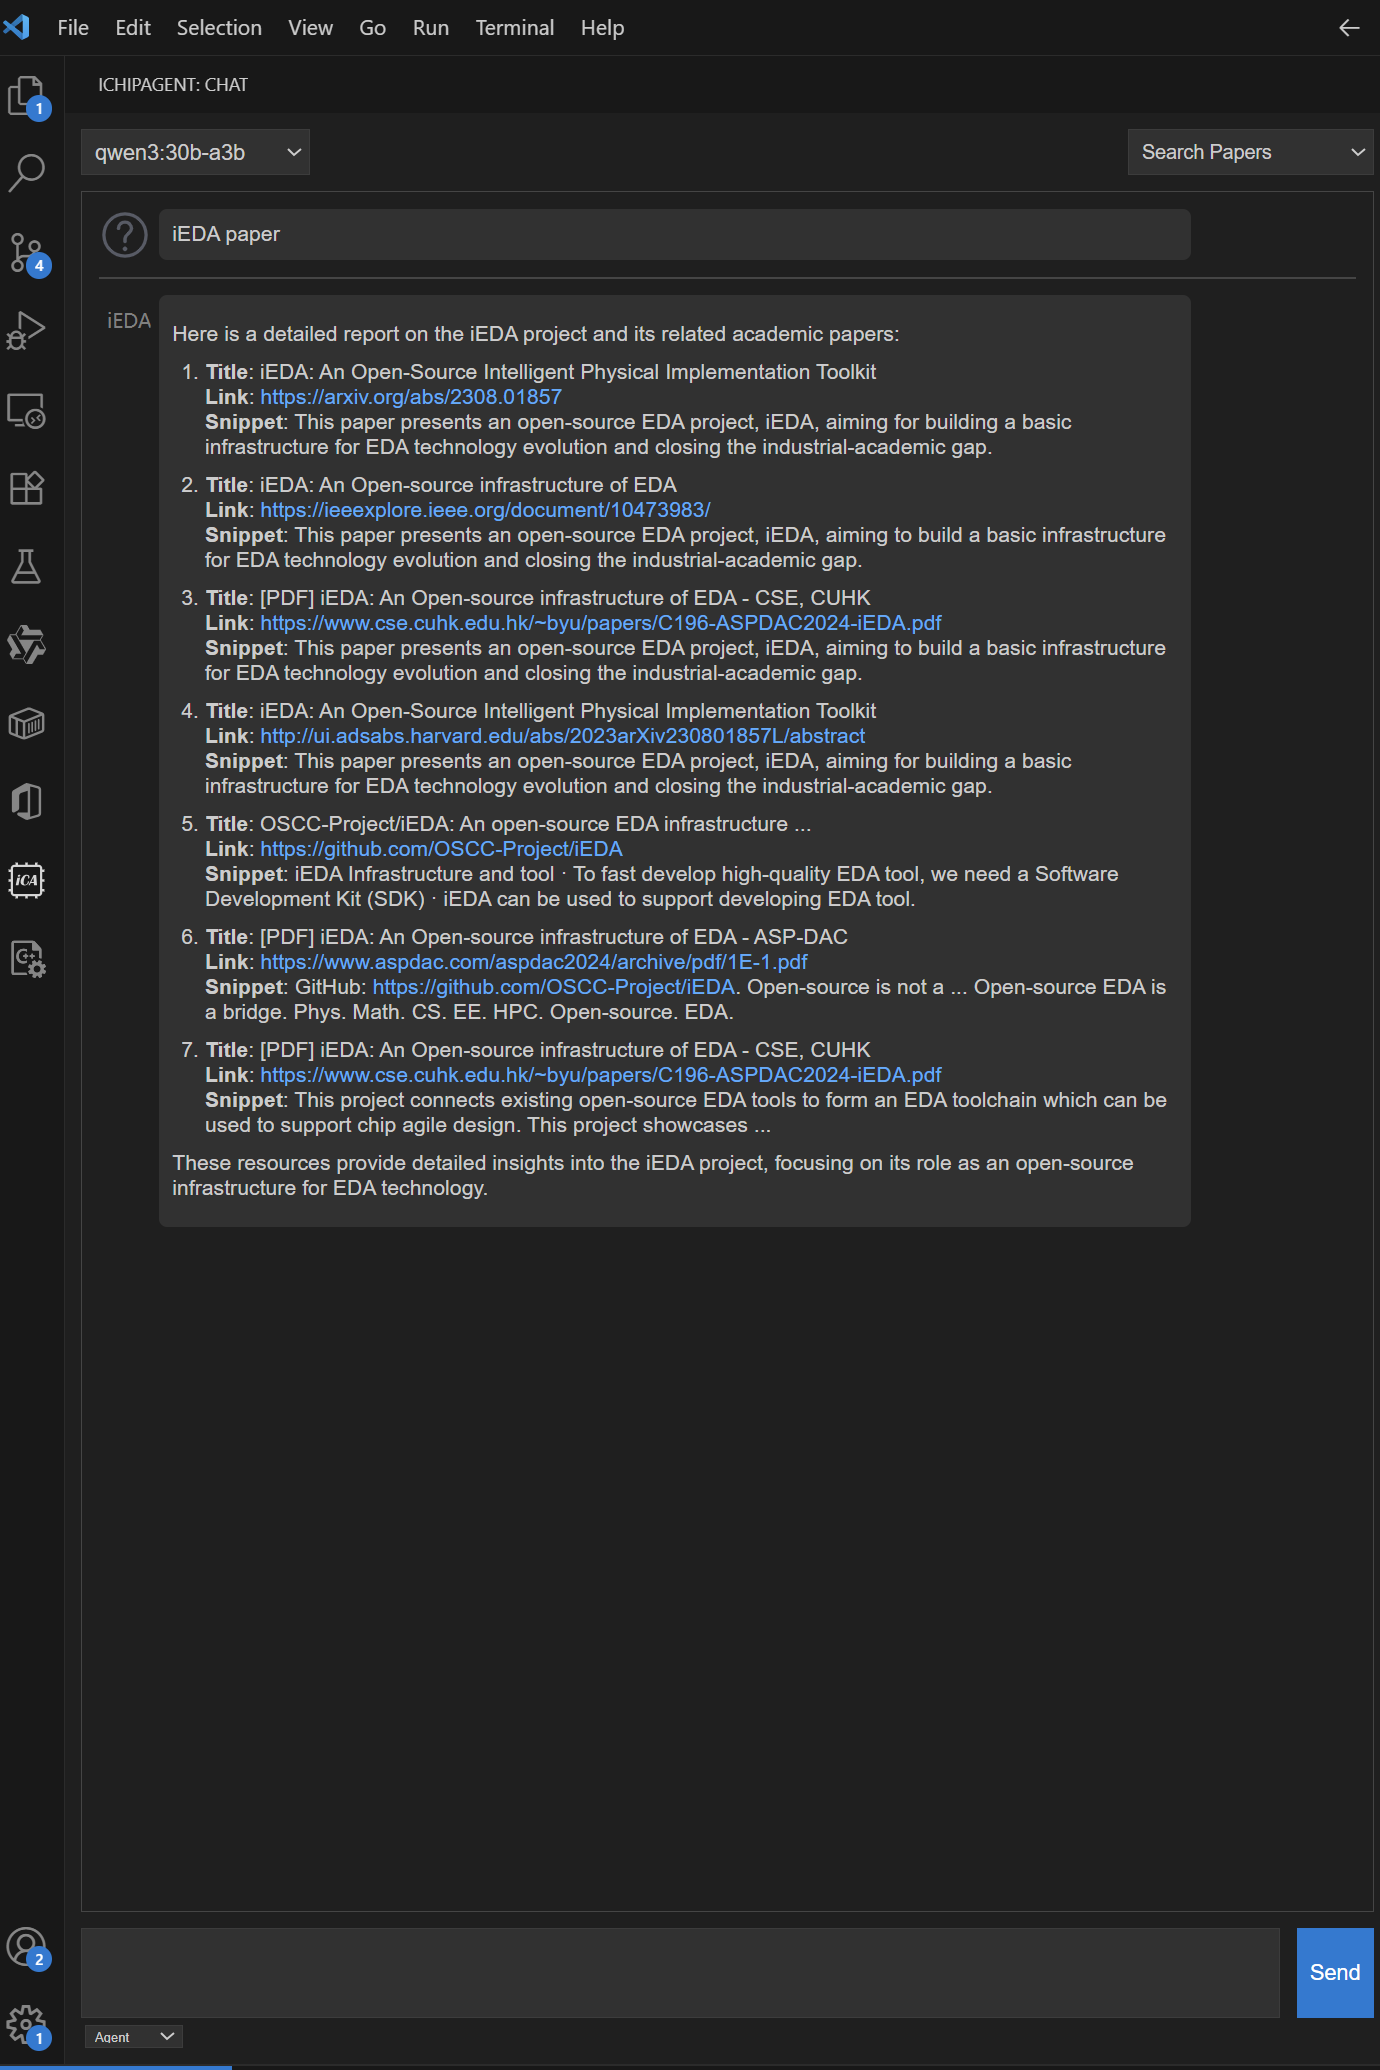 File Edit Selection View Go Run Terminal Help
ICHIPAGENT: CHAT
1
qwen3:30b-a3b
Search Papers
iEDA paper
4
iEDA
Here is a detailed report on the iEDA project and its related academic papers:
1. Title: iEDA: An Open-Source Intelligent Physical Implementation Toolkit
Link: https://arxiv.org/abs/2308.01857
Snippet: This paper presents an open-source EDA project, iEDA, aiming for building a basic
infrastructure for EDA technology evolution and closing the industrial-academic gap.
2. Title: iEDA: An Open-source infrastructure of EDA
Link: https://ieeexplore.ieee.org/document/10473983/
Snippet: This paper presents an open-source EDA project, iEDA, aiming to build a basic infrastructure
for EDA technology evolution and closing the industrial-academic gap.
3. Title: [PDF] iEDA: An Open-source infrastructure of EDA - CSE, CUHK
Link: https://www.cse.cuhk.edu.hk/~byu/papers/C196-ASPDAC2024-iEDA.pdf
Snippet: This paper presents an open-source EDA project, iEDA, aiming to build a basic infrastructure
for EDA technology evolution and closing the industrial-academic gap.
4. Title: iEDA: An Open-Source Intelligent Physical Implementation Toolkit
Link: http://ui.adsabs.harvard.edu/abs/2023arXiv230801857L/abstract
Snippet: This paper presents an open-source EDA project, iEDA, aiming for building a basic
infrastructure for EDA technology evolution and closing the industrial-academic gap.
5. Title: OSCC-Project/iEDA: An open-source EDA infrastructure ...
Link: https://github.com/OSCC-Project/iEDA
Snippet: iEDA Infrastructure and tool · To fast develop high-quality EDA tool, we need a Software
Development Kit (SDK) · iEDA can be used to support developing EDA tool.
iCA
6. Title: [PDF] iEDA: An Open-source infrastructure of EDA - ASP-DAC
Link: https://www.aspdac.com/aspdac2024/archive/pdf/1E-1.pdf
Snippet: GitHub: https://github.com/OSCC-Project/iEDA. Open-source is not a ... Open-source EDA is
a bridge. Phys. Math. CS. EE. HPC. Open-source. EDA.
C++
7. Title: [PDF] iEDA: An Open-source infrastructure of EDA - CSE, CUHK
Link: https://www.cse.cuhk.edu.hk/~byu/papers/C196-ASPDAC2024-iEDA.pdf
Snippet: This project connects existing open-source EDA tools to form an EDA toolchain which can be
used to support chip agile design. This project showcases ...
These resources provide detailed insights into the iEDA project, focusing on its role as an open-source
infrastructure for EDA technology.
2
Send
1
Agent